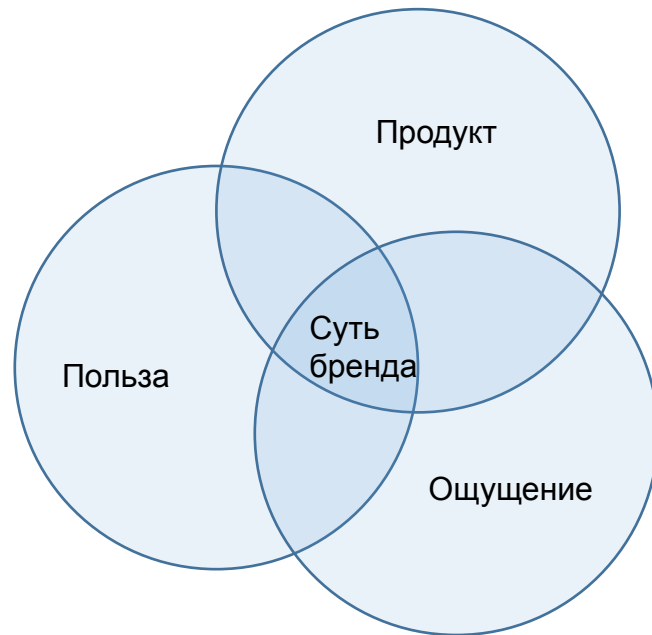 Продукт
Суть
бренда
Польза
Ощущение